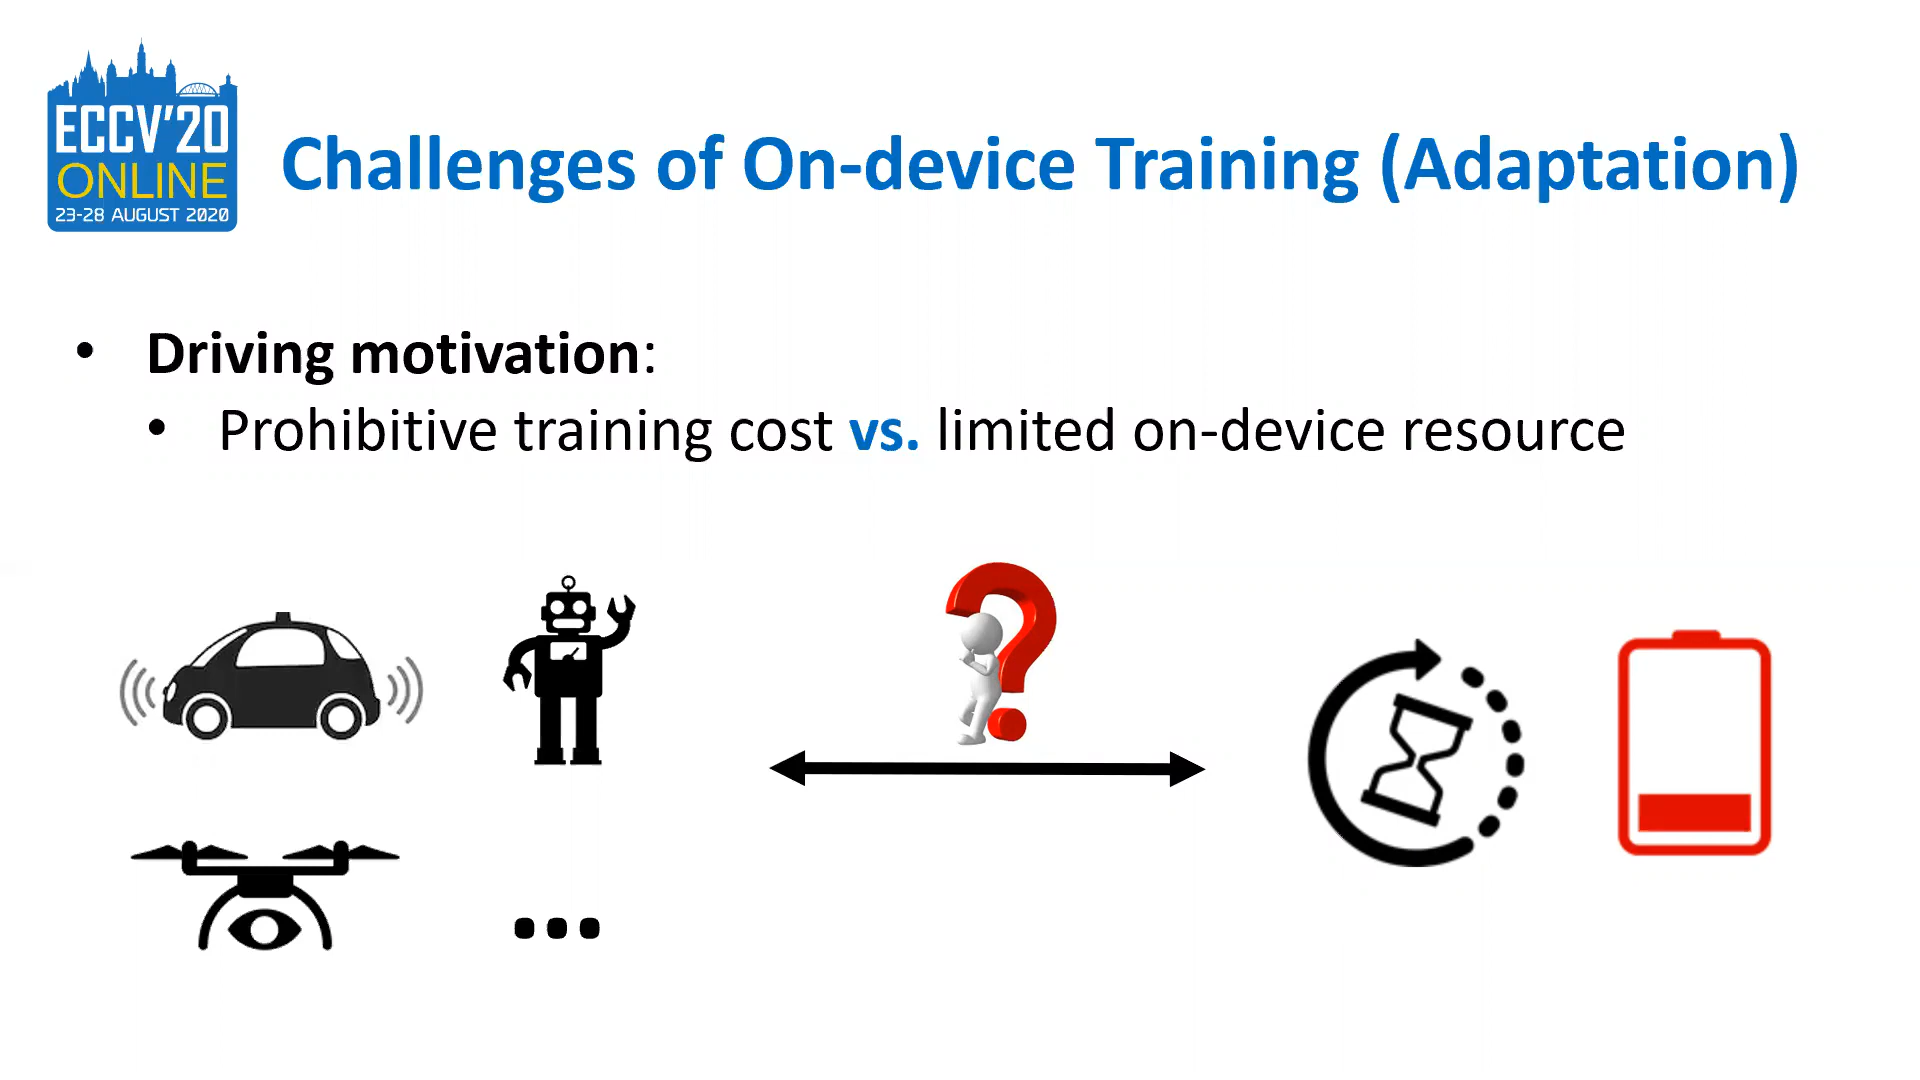 ECCV'20
ONLINE
23-28 AUGUST 2020
Challenges of On-device Training (Adaptation)
• Driving motivation:
• Prohibitive training cost vs. limited on-device resource
...